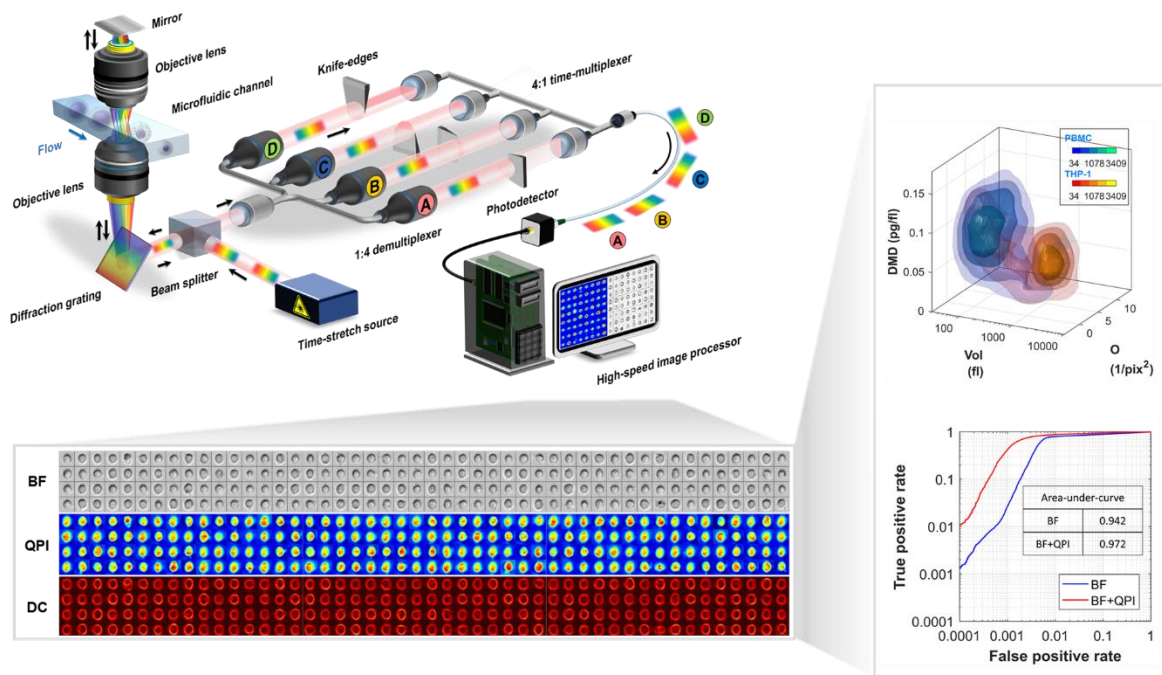 Mirror
Objective lens
Microfluidic channel
Flow
Objective lens
Diffraction grating
Beam splitter
Time-stretch source
1:4 demultiplexer
Knife-edges
4:1 time-multiplexer
D
C
B
A
D
C
B
A
Photodetector
High-speed image processor
BF
QPI
DC
PBMC
34 1078 3409
THP-1
34 1078 3409
DMD (pg/fl)
0.15
0.1
0.05
0
100
1000
10000
Vol
(fl)
0
5
10
O
(1/pix²)
True positive rate
1
0.1
0.01
0.001
0.0001
Area-under-curve
BF 0.942
BF+QPI 0.972
BF
BF+QPI
0.0001 0.001 0.01 0.1 1
False positive rate